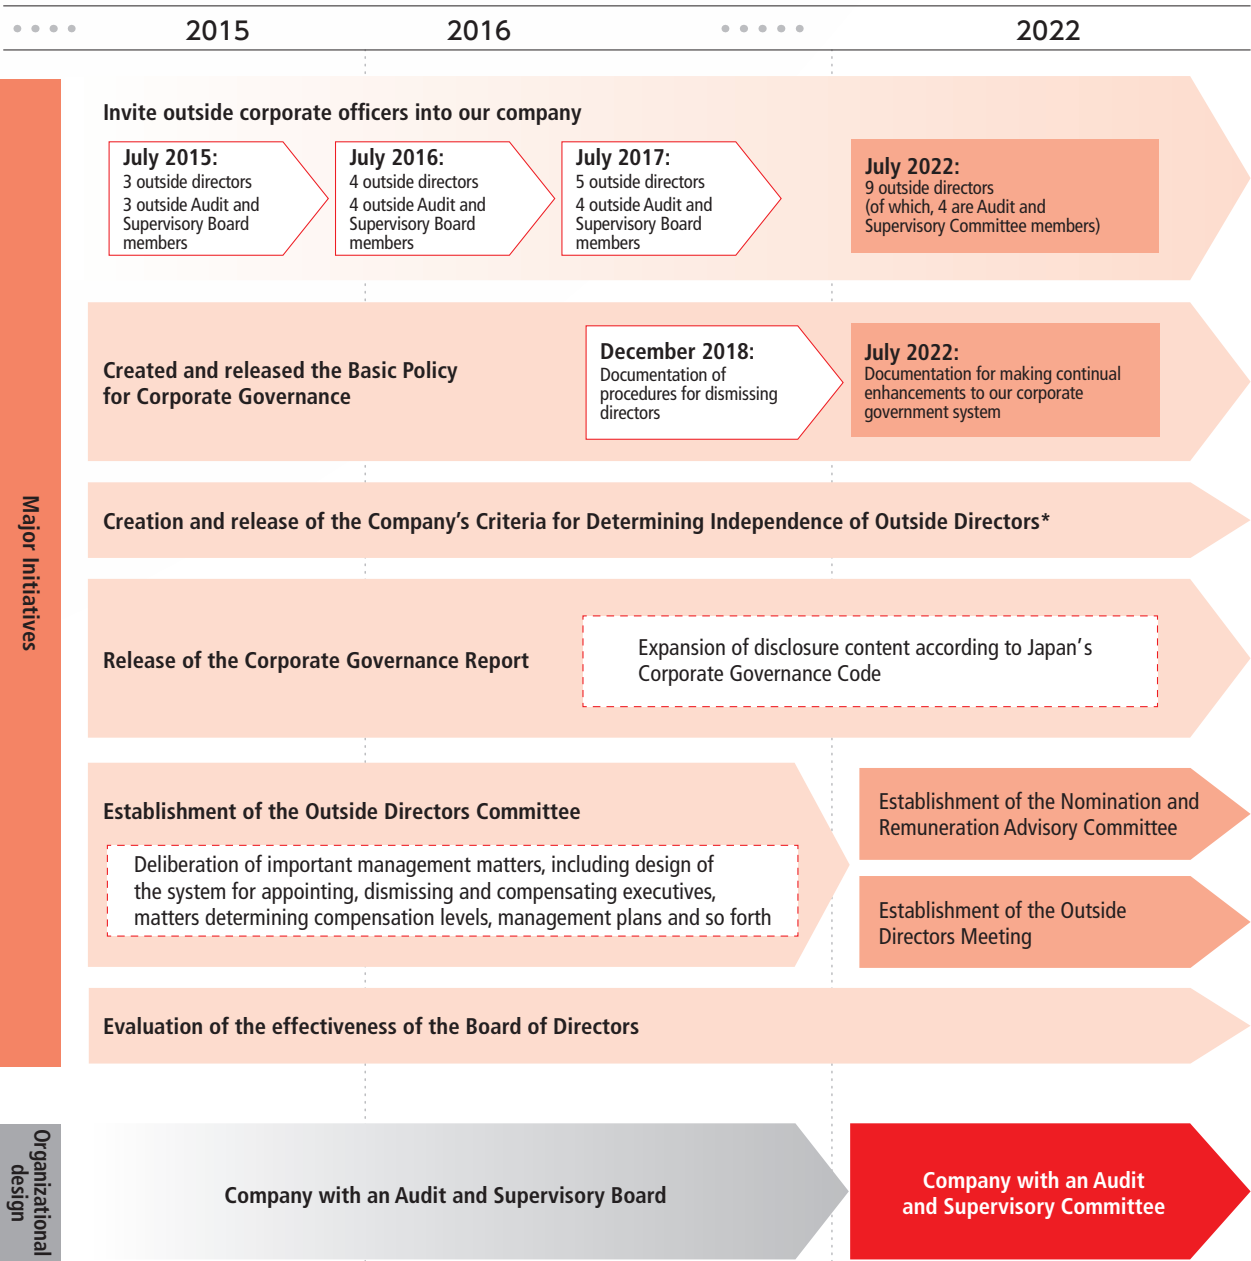 2015
2016
2022
Major Initiatives
Invite outside corporate officers into our company
July 2015:
3 outside directors
3 outside Audit and
Supervisory Board
members
July 2016:
4 outside directors
4 outside Audit and
Supervisory Board
members
July 2017:
5 outside directors
4 outside Audit and
Supervisory Board
members
July 2022:
9 outside directors
(of which, 4 are Audit and
Supervisory Committee members)
Created and released the Basic Policy
for Corporate Governance
December 2018:
Documentation of
procedures for dismissing
directors
July 2022:
Documentation for making continual
enhancements to our corporate
government system
Creation and release of the Company's Criteria for Determining Independence of Outside Directors*
Release of the Corporate Governance Report
Expansion of disclosure content according to Japan's
Corporate Governance Code
Establishment of the Outside Directors Committee
Deliberation of important management matters, including design of
the system for appointing, dismissing and compensating executives,
matters determining compensation levels, management plans and so forth
Establishment of the Nomination and
Remuneration Advisory Committee
Establishment of the Outside
Directors Meeting
Evaluation of the effectiveness of the Board of Directors
Organizational
design
Company with an Audit and Supervisory Board
Company with an Audit
and Supervisory Committee